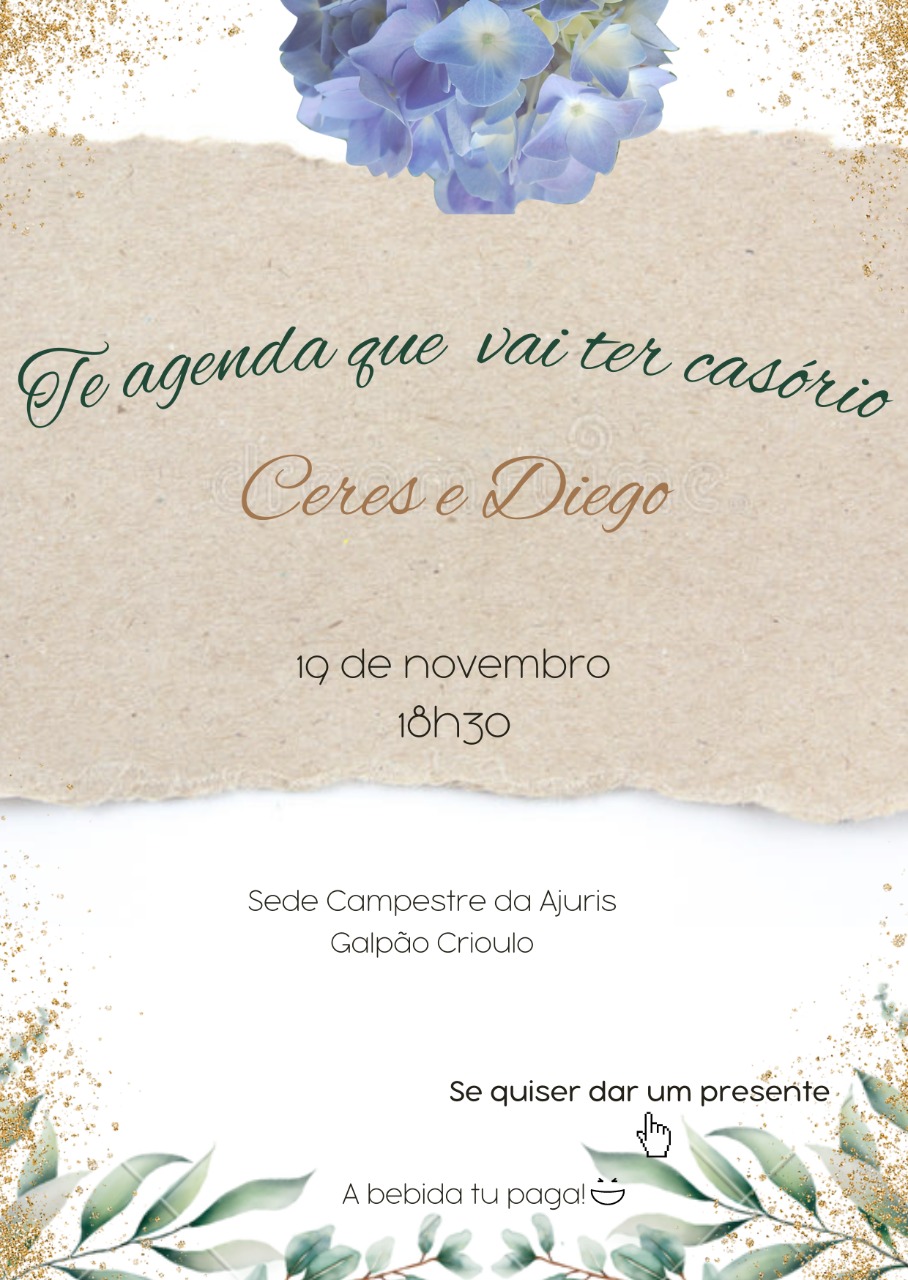 Te agenda que vai ter casório
Ceres e Diego
19 de novembro
18h30
Sede Campestre da Ajuris
Galpão Crioulo
Se quiser dar um presente
A bebida tu paga!